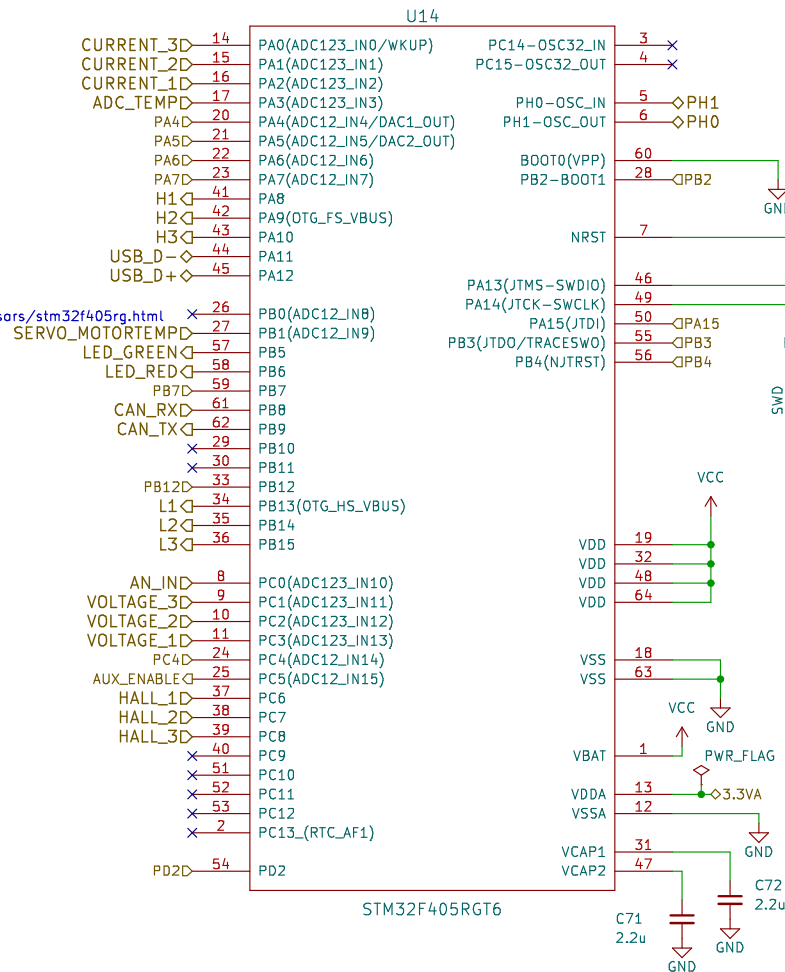 U14
CURRENT_3 14 PA0(ADC123_IN0/WKUP) PC14-OSC32_IN 3
CURRENT_2 15 PA1(ADC123_IN1) PC15-OSC32_OUT 4
CURRENT_1 16 PA2(ADC123_IN2)
ADC_TEMP 17 PA3(ADC123_IN3) PH0-OSC_IN 5 PH1
PA4 20 PA4(ADC12_IN4/DAC1_OUT) PH1-OSC_OUT 6 PH0
PA5 21 PA5(ADC12_IN5/DAC2_OUT)
PA6 22 PA6(ADC12_IN6) BOOT0(VPP) 60
PA7 23 PA7(ADC12_IN7) PB2-BOOT1 28 PB2
H1 41 PA8
GND
H2 42 PA9(OTG_FS_VBUS)
H3 43 PA10 NRST 7
USB_D- 44 PA11
USB_D+ 45 PA12
PA13(JTMS-SWDIO) 46
PA14(JTCK-SWCLK) 49
sors/stm32f405rg.html 26 PB0(ADC12_IN8)
PA15(JTDI) 50 PA15
SERVO_MOTORTEMP 27 PB1(ADC12_IN9)
PB3(JTDO/TRACESWO) 55 PB3
LED_GREEN 57 PB5
PB4(NJTRST) 56 PB4
LED_RED 58 PB6
PB7 59 PB7
SWD
CAN_RX 61 PB8
CAN_TX 62 PB9
29 PB10
30 PB11
VCC
PB12 33 PB12
L1 34 PB13(OTG_HS_VBUS)
L2 35 PB14
L3 36 PB15 VDD 19
VDD 32
AN_IN 8 PC0(ADC123_IN10) VDD 48
VOLTAGE_3 9 PC1(ADC123_IN11) VDD 64
VOLTAGE_2 10 PC2(ADC123_IN12)
VOLTAGE_1 11 PC3(ADC123_IN13)
PC4 24 PC4(ADC12_IN14) VSS 18
AUX_ENABLE 25 PC5(ADC12_IN15) VSS 63
HALL_1 37 PC6
VCC
HALL_2 38 PC7
GND
HALL_3 39 PC8
40 PC9 VBAT 1 PWR_FLAG
51 PC10
52 PC11 VDDA 13 3.3VA
53 PC12 VSSA 12
2 PC13_(RTC_AF1)
VCAP1 31 GND
PD2 54 PD2 VCAP2 47
C72
2.2u
STM32F405RGT6
C71
2.2u
GND
GND